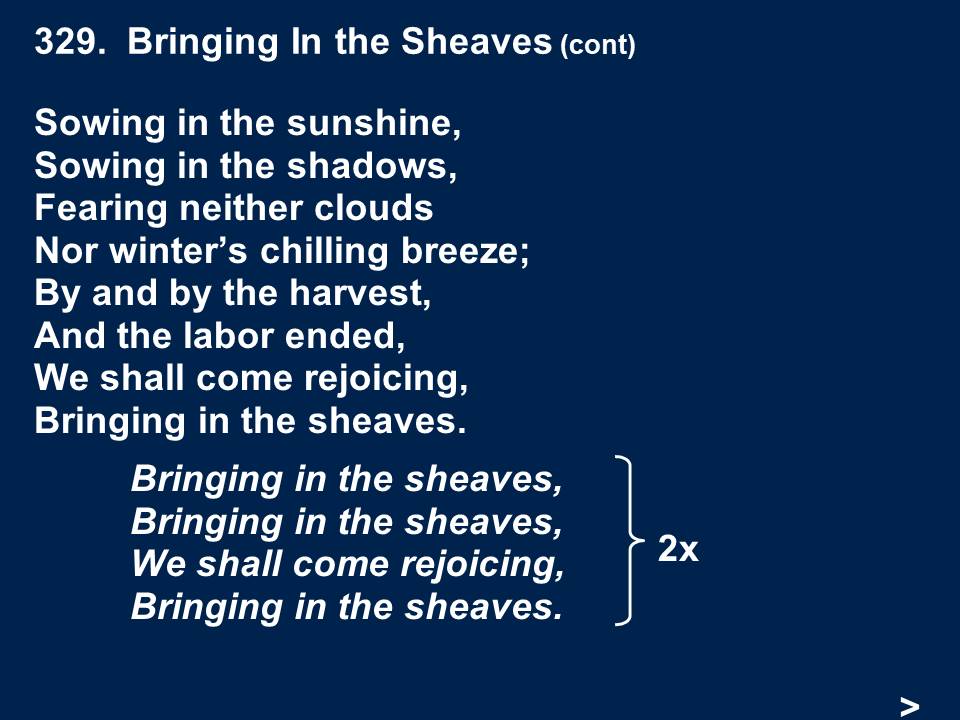 329.  Bringing In the Sheaves (cont)
Sowing in the sunshine,
Sowing in the shadows,
Fearing neither clouds
Nor winter’s chilling breeze;
By and by the harvest,
And the labor ended,
We shall come rejoicing,
Bringing in the sheaves.
Bringing in the sheaves,
Bringing in the sheaves,
We shall come rejoicing,
Bringing in the sheaves.
2x
>